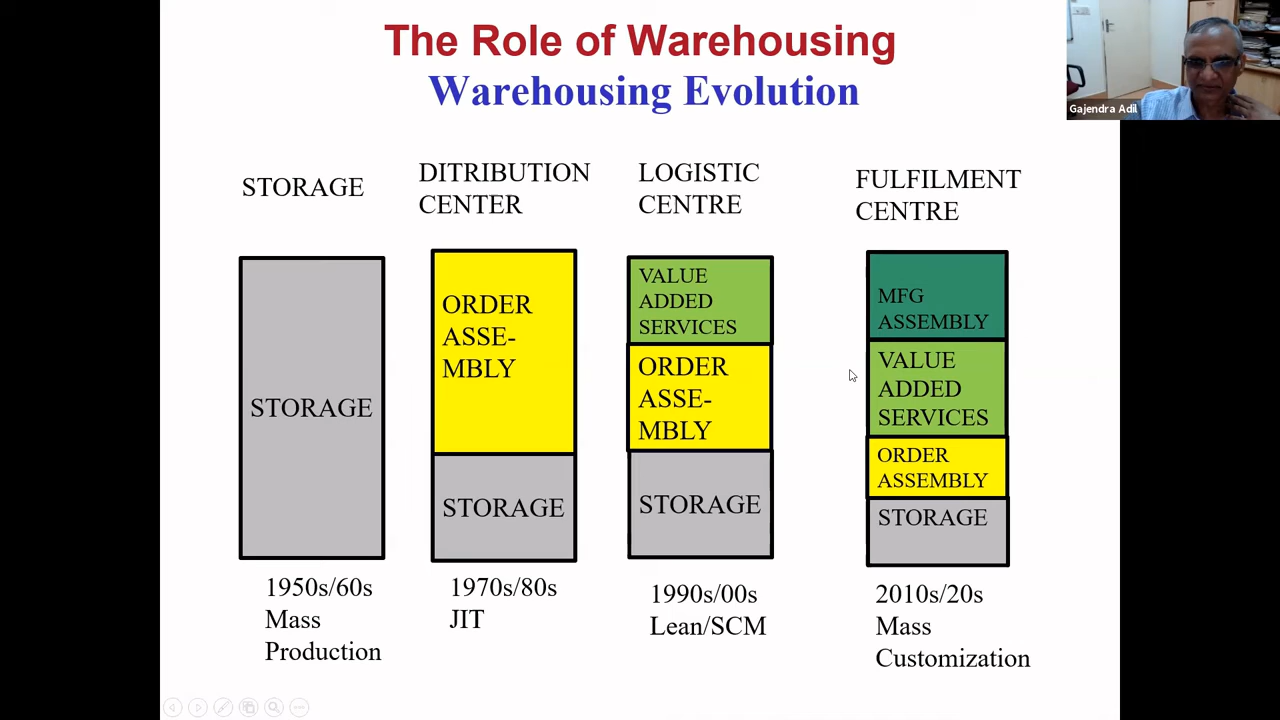 The Role of Warehousing
Warehousing Evolution
Gajendra Adil
STORAGE
DITRIBUTION
CENTER
LOGISTIC
CENTRE
FULFILMENT
CENTRE
STORAGE
ORDER
ASSE-
MBLY
STORAGE
VALUE
ADDED
SERVICES
ORDER
ASSE-
MBLY
STORAGE
MFG
ASSEMBLY
VALUE
ADDED
SERVICES
ORDER
ASSEMBLY
STORAGE
1950s/60s
Mass
Production
1970s/80s
JIT
1990s/00s
Lean/SCM
2010s/20s
Mass
Customization